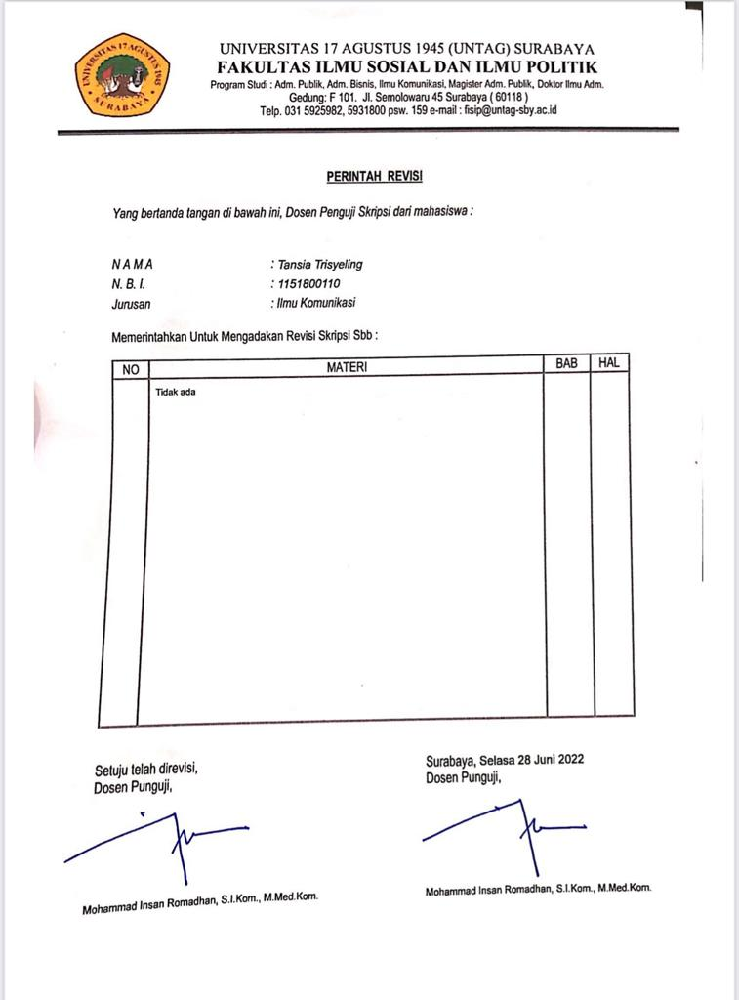 UNIVERSITAS 17 AGUSTUS 1945
SURABAYA
UNIVERSITAS 17 AGUSTUS 1945 (UNTAG) SURABAYA
FAKULTAS ILMU SOSIAL DAN ILMU POLITIK
Program Studi : Adm. Publik, Adm. Bisnis, Ilmu Komunikasi, Magister Adm. Publik, Doktor Ilmu Adm.
Gedung: F 101. Jl. Semolowaru 45 Surabaya ( 60118 )
Telp. 031 5925982, 5931800 psw. 159 e-mail : fisip@untag-sby.ac.id
PERINTAH REVISI
Yang bertanda tangan di bawah ini, Dosen Penguji Skripsi dari mahasiswa :
N A M A : Tansia Trisyeling
N. B. I. : 1151800110
Jurusan : Ilmu Komunikasi
Memerintahkan Untuk Mengadakan Revisi Skripsi Sbb :
NO MATERI BAB HAL
Tidak ada
Setuju telah direvisi,
Dosen Punguji,
Mohammad Insan Romadhan, S.I.Kom., M.Med.Kom.
Surabaya, Selasa 28 Juni 2022
Dosen Punguji,
Mohammad Insan Romadhan, S.I.Kom., M.Med.Kom.